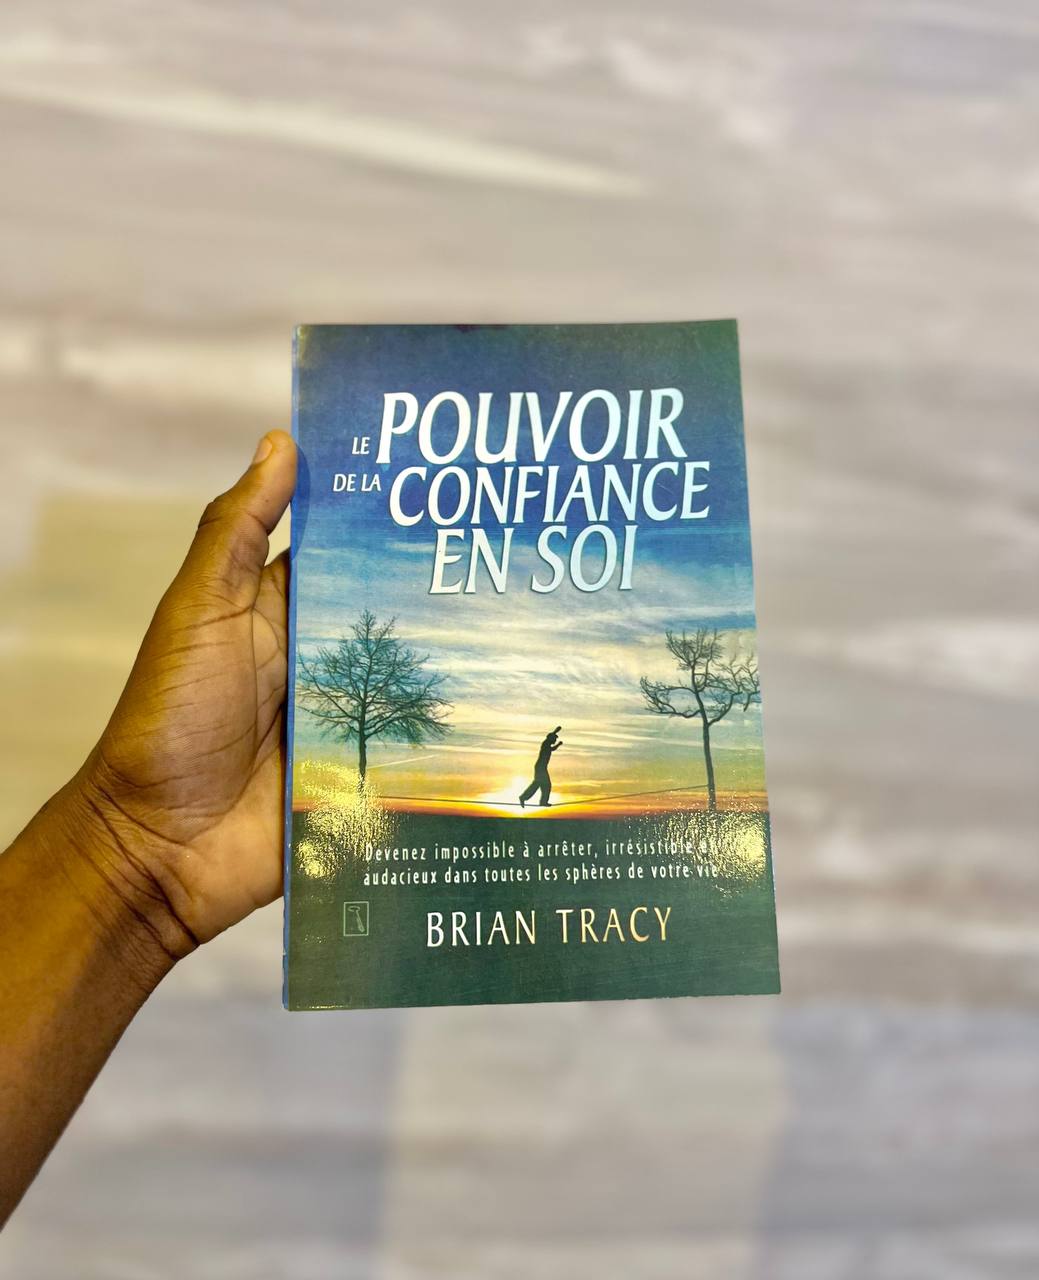 LE POUVOIR
DE LA CONFIANCE
EN SOI
Devenez impossible à arrêter, irrésistible et
audacieux dans toutes les sphères de votre vie
BRIAN TRACY